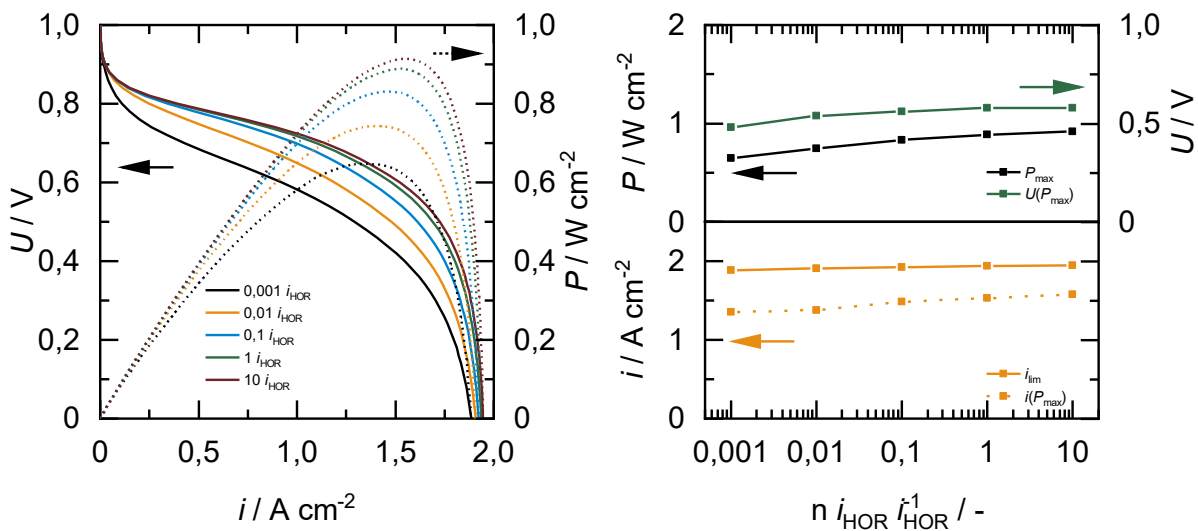 1,0
0,8
0,6
0,4
0,2
0
U / V
0
0,5
1,0
1,5
2,0
i / A cm-2
1,0
0,8
0,6
0,4
0,2
0
P / W cm-2
0,001 iHOR
0,01 iHOR
0,1 iHOR
1 iHOR
10 iHOR
2
1
0
P / W cm-2
1,0
0,5
0
U / V
Pmax
U(Pmax)
2
1
0
i / A cm-2
ilim
i(Pmax)
0,001
0,01
0,1
1
10
n iHOR i-1HOR / -